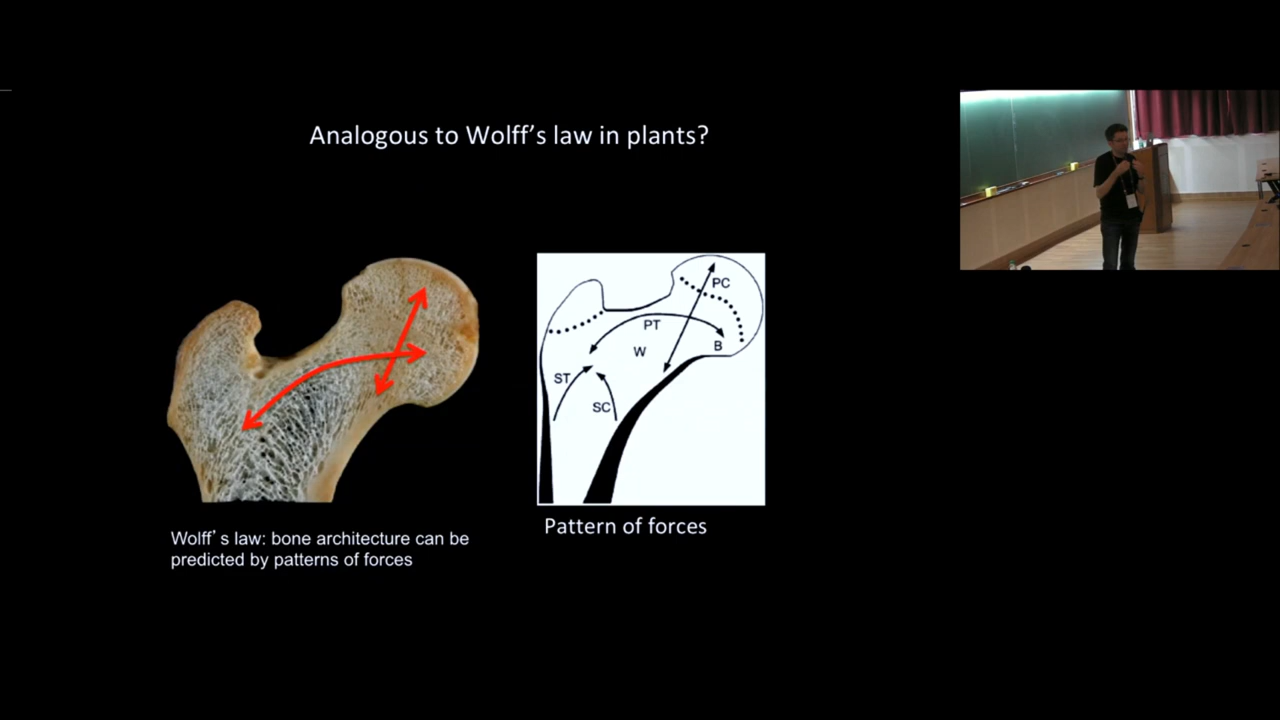 Analogous to Wolff's law in plants?
PC
PT
B
W
ST
SC
Wolff's law: bone architecture can be
predicted by patterns of forces
Pattern of forces